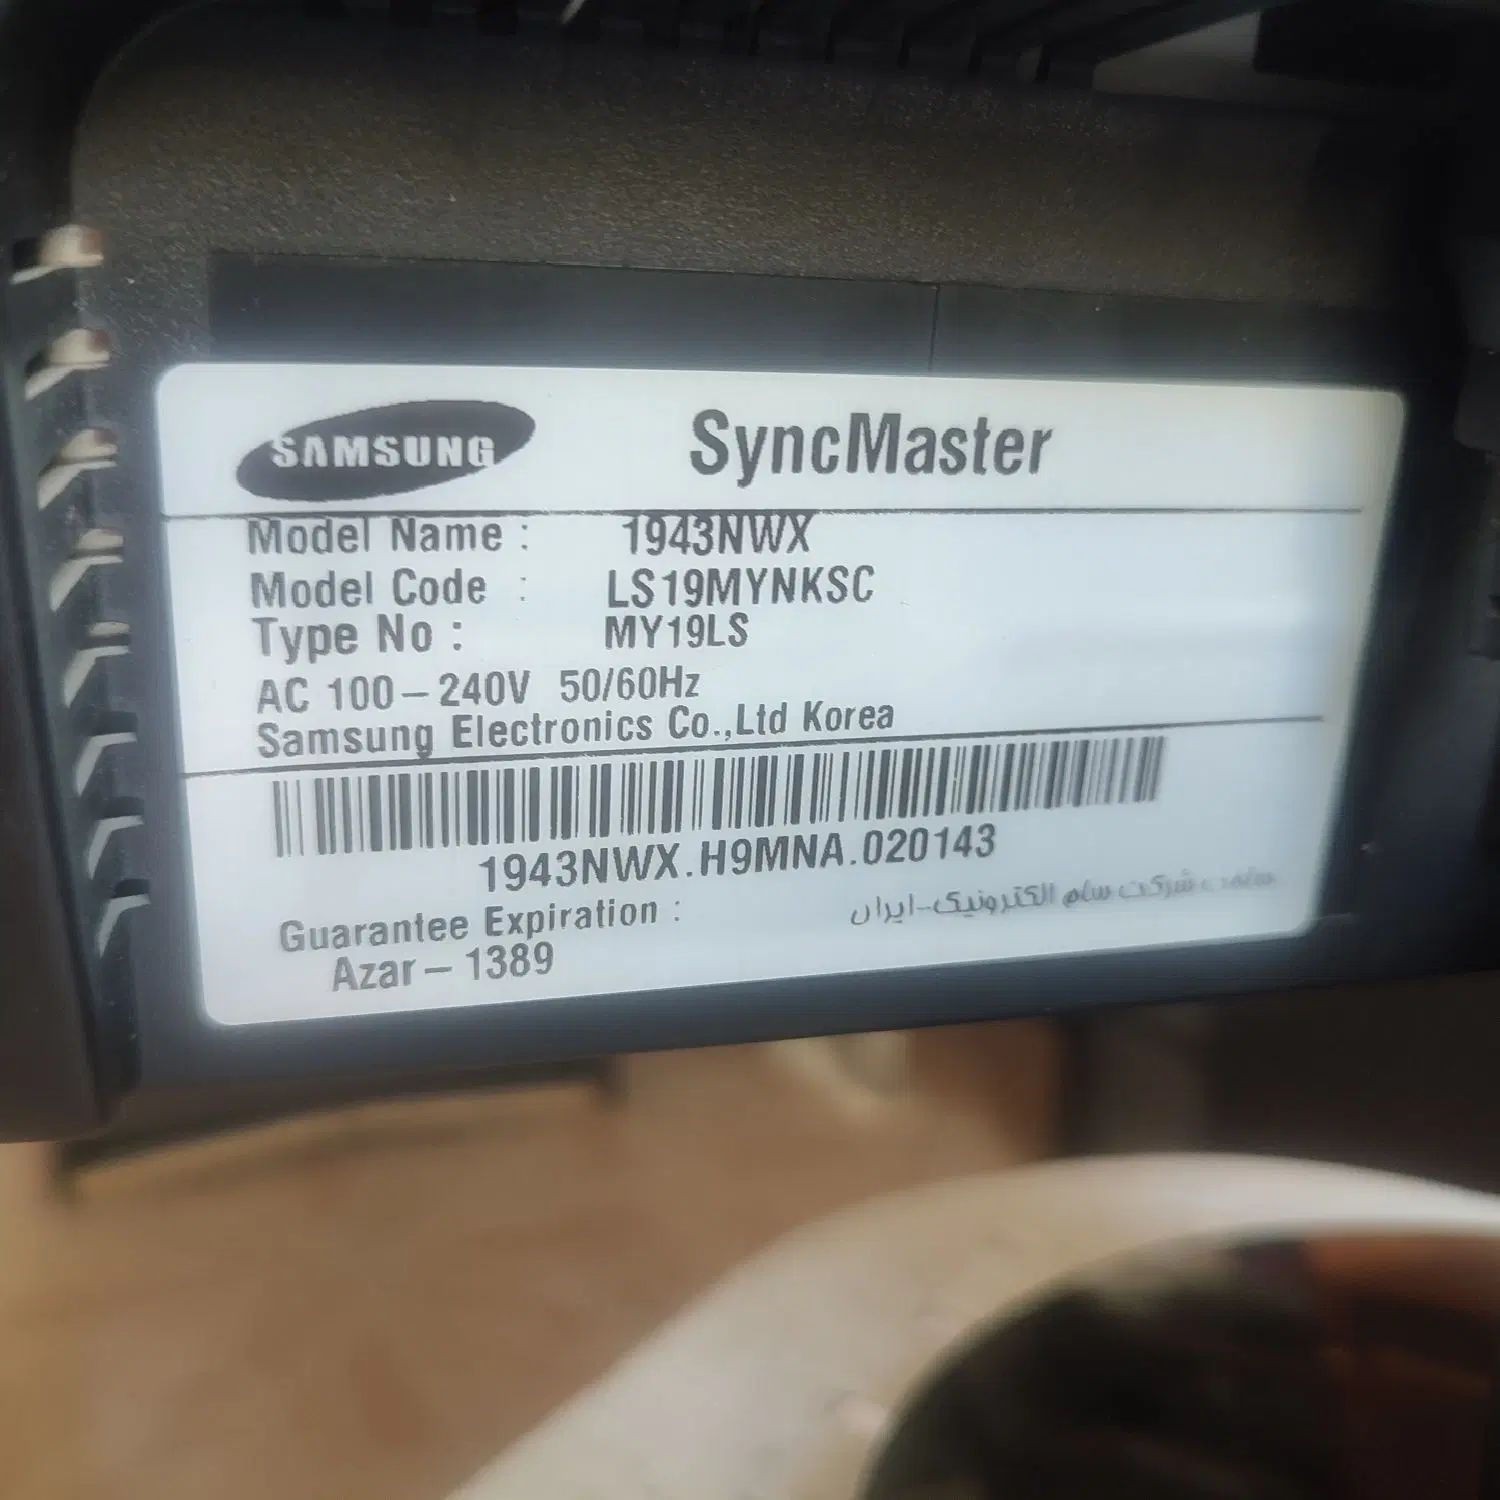 SAMSUNG SyncMaster
Model Name : 1943NWX
Model Code : LS19MYNKSC
Type No : MY19LS
AC 100-240V 50/60Hz
Samsung Electronics Co.,Ltd Korea
1943NWX.H9MNA.020143
Guarantee Expiration :
شرکت سام الکترونیک-ایران
Azar-1389